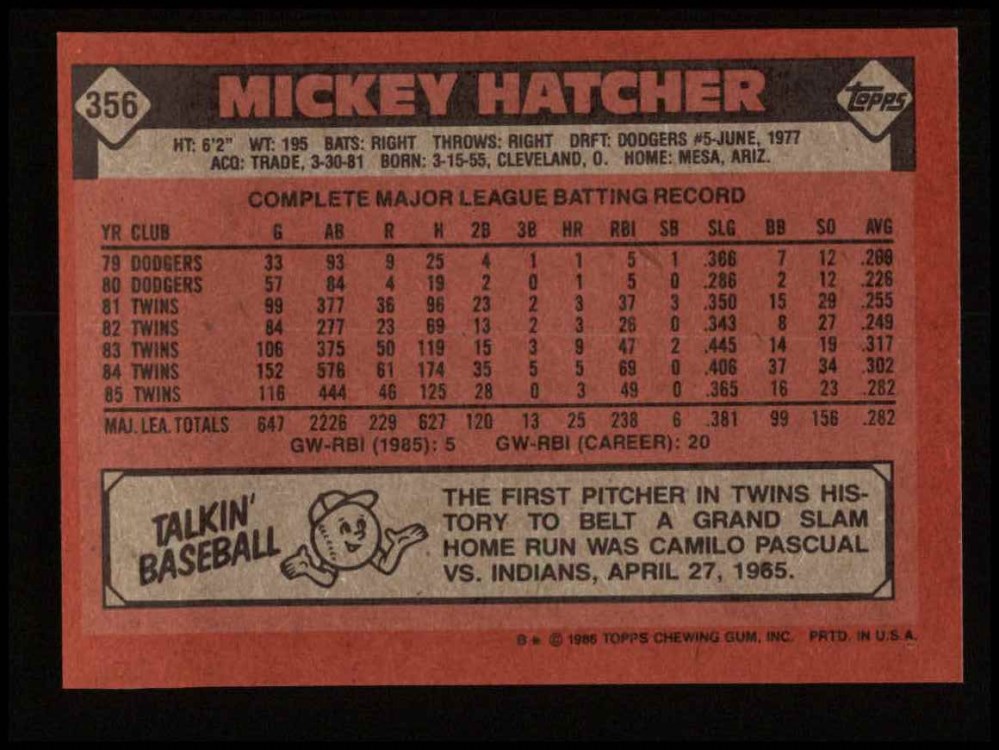 356 MICKEY HATCHER Topps
HT: 6'2" WT: 195 BATS: RIGHT THROWS: RIGHT DRFT: DODGERS #5-JUNE, 1977
ACQ: TRADE, 3-30-81 BORN: 3-15-55, CLEVELAND, O. HOME: MESA, ARIZ.
COMPLETE MAJOR LEAGUE BATTING RECORD
YR CLUB G AB R H 2B 3B HR RBI SB SLG BB SO AVG
79 DODGERS 33 93 9 25 4 1 1 5 1 .366 7 12 .269
80 DODGERS 57 84 4 19 2 0 1 5 0 .286 2 12 .226
81 TWINS 99 377 36 96 23 2 3 37 3 .350 15 29 .255
82 TWINS 84 277 23 69 13 2 3 26 0 .343 8 27 .249
83 TWINS 106 375 50 119 15 3 9 47 2 .445 14 19 .317
84 TWINS 152 576 61 174 35 5 5 69 0 .406 37 34 .302
85 TWINS 116 444 46 125 28 0 3 49 0 .365 16 23 .282
MAJ. LEA. TOTALS 647 2226 229 627 120 13 25 238 6 .381 99 156 .282
GW-RBI (1985): 5 GW-RBI (CAREER): 20
TALKIN'
BASEBALL
THE FIRST PITCHER IN TWINS HIS-
TORY TO BELT A GRAND SLAM
HOME RUN WAS CAMILO PASCUAL
VS. INDIANS, APRIL 27, 1965.
B* © 1986 TOPPS CHEWING GUM, INC. PRTD. IN U.S.A.